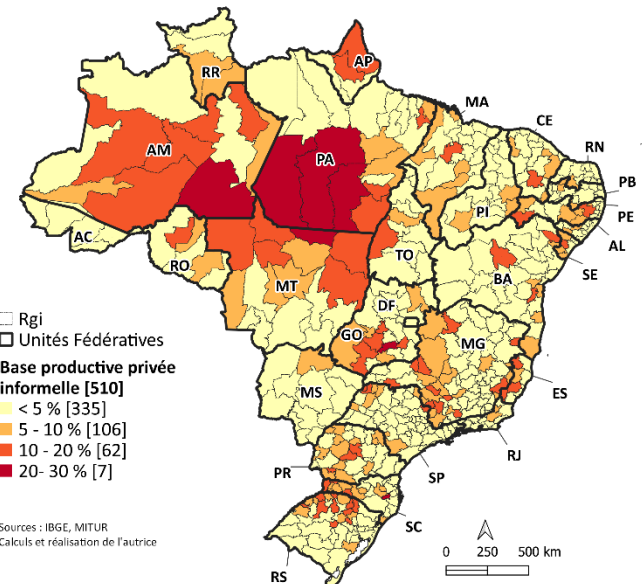 AP
RR
MA
CE
AM
PA
RN
PB
PI
PE
AC
AL
TO
SE
RO
BA
MT
DF
GO
MG
Rgi
Unités Fédératives
Base productive privée
informelle [510]
< 5 % [335]
5 - 10 % [106]
10 - 20 % [62]
20- 30 % [7]
MS
ES
RJ
SP
PR
SC
RS
Sources : IBGE, MITUR
Calculs et réalisation de l'autrice
0 250 500 km